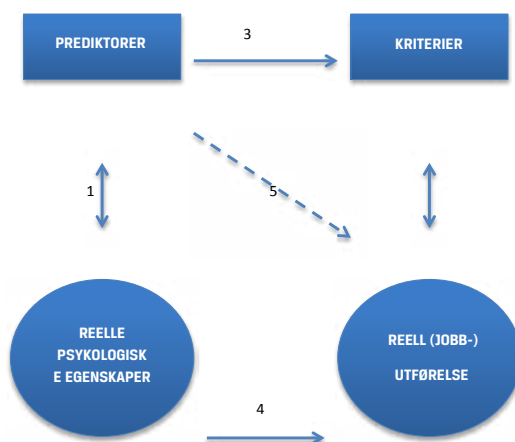 PREDIKTORER
3
KRITERIER
1
5
REELLE
PSYKOLOGISK
E EGENSKAPER
REELL (JOBB-)
UTFØRELSE
4